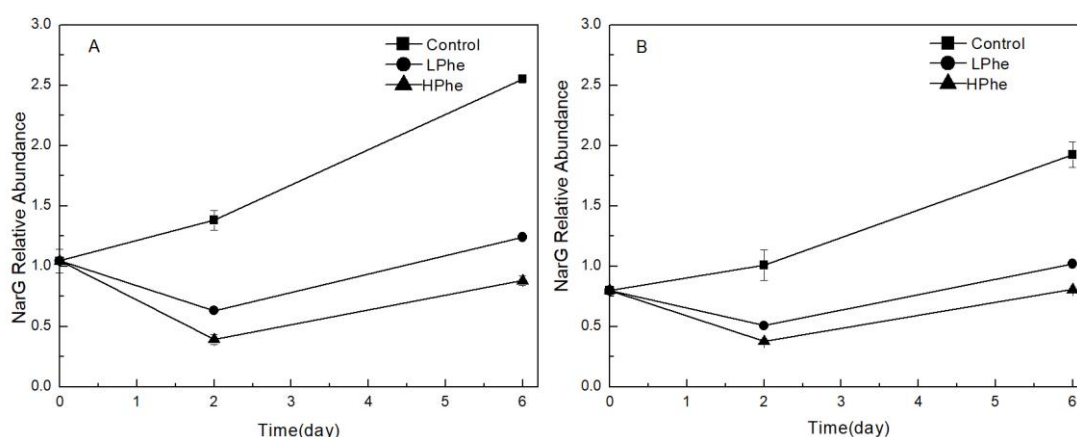 A
Control
LPhe
HPhe
NarG Relative Abundance
3.0
2.5
2.0
1.5
1.0
0.5
0.0
0 1 2 3 4 5 6
Time(day)
B
Control
LPhe
HPhe
NarG Relative Abundance
3.0
2.5
2.0
1.5
1.0
0.5
0.0
0 1 2 3 4 5 6
Time(day)